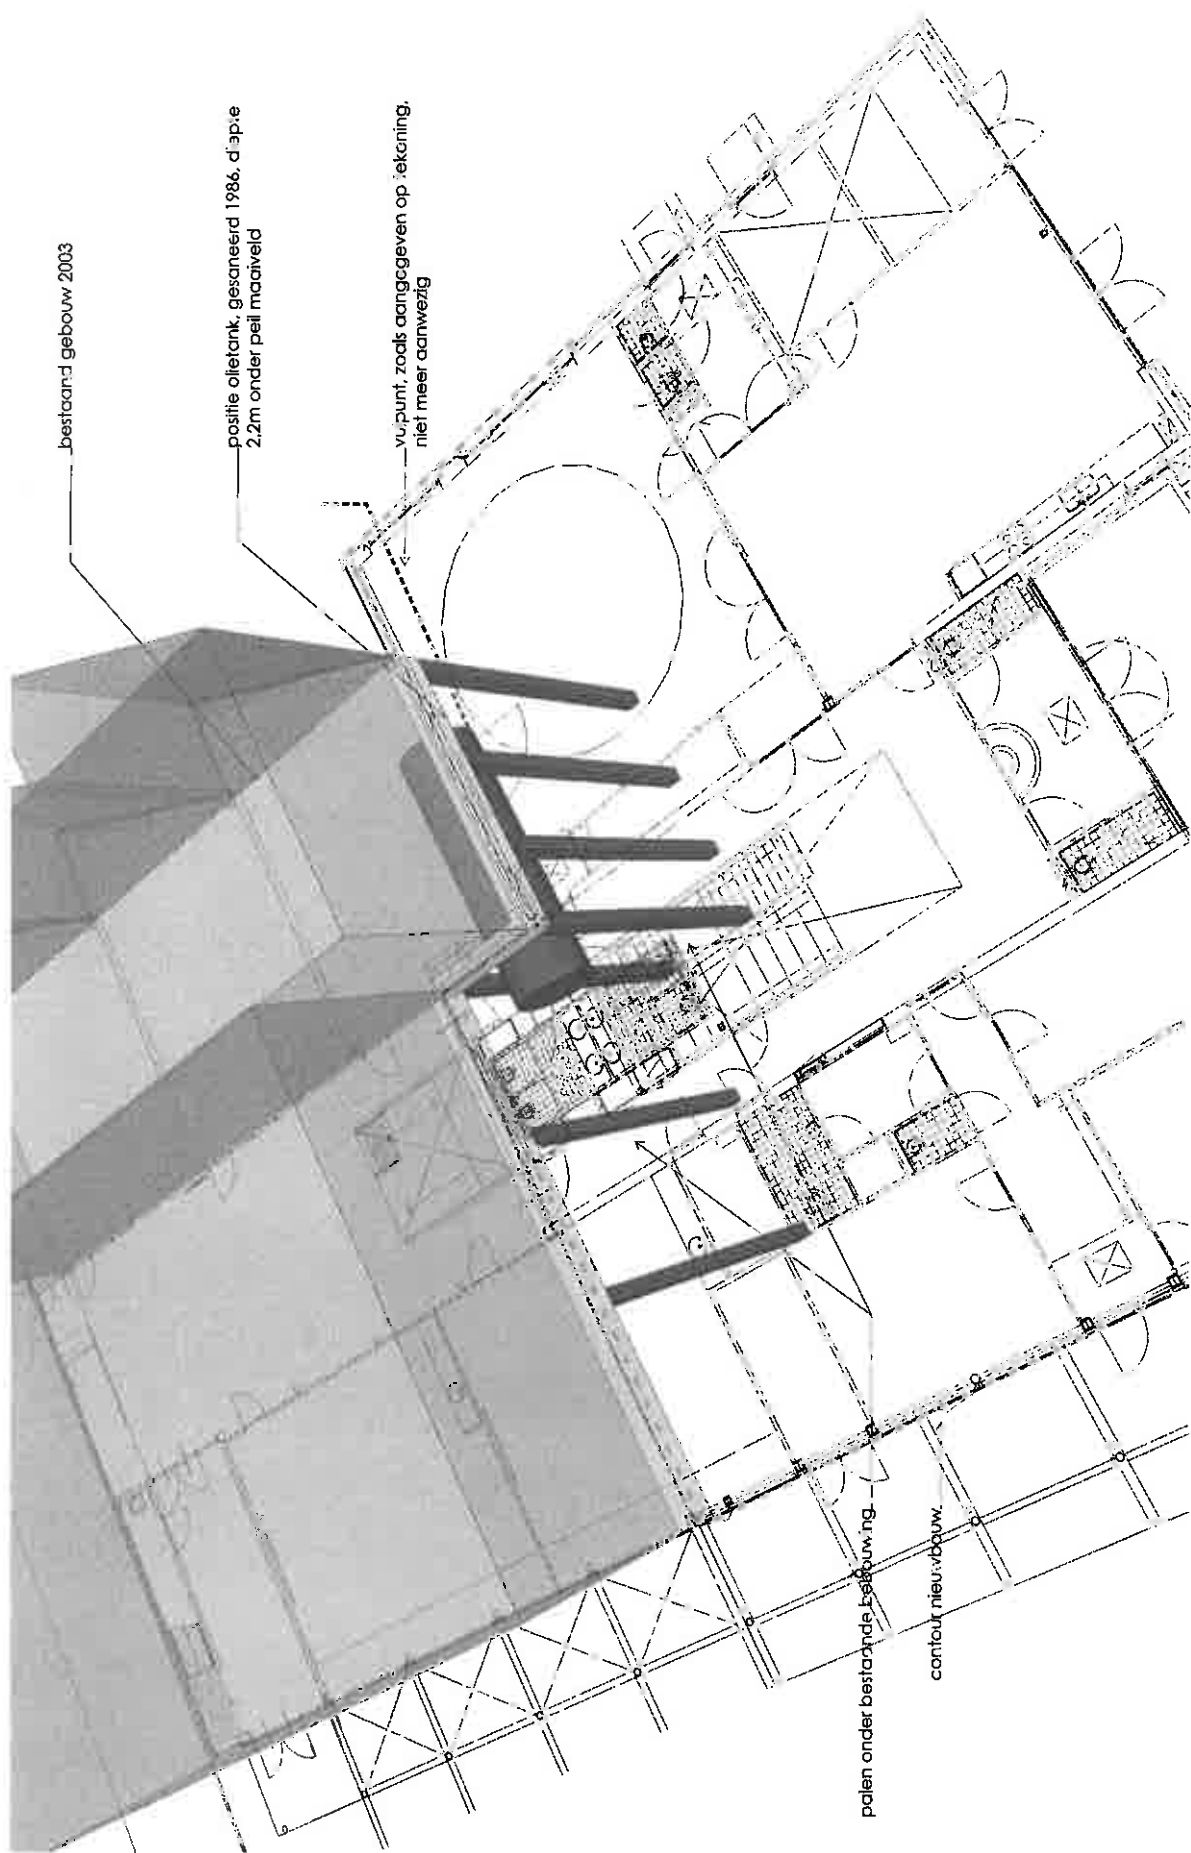 bestaand gebouw 2003
positie olietank, gesaneerd 1986, diepte
2.2m onder peil maaiveld
vulpunt, zoals aangegeven op tekening,
niet meer aanwezig
palen onder bestaande bebouwing
contour nieuwbouw